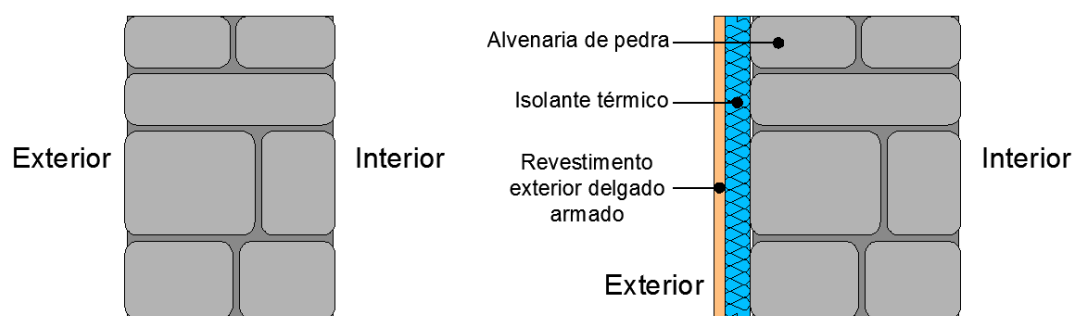 Exterior
Interior
Alvenaria de pedra
Isolante térmico
Revestimento
exterior delgado
armado
Exterior
Interior